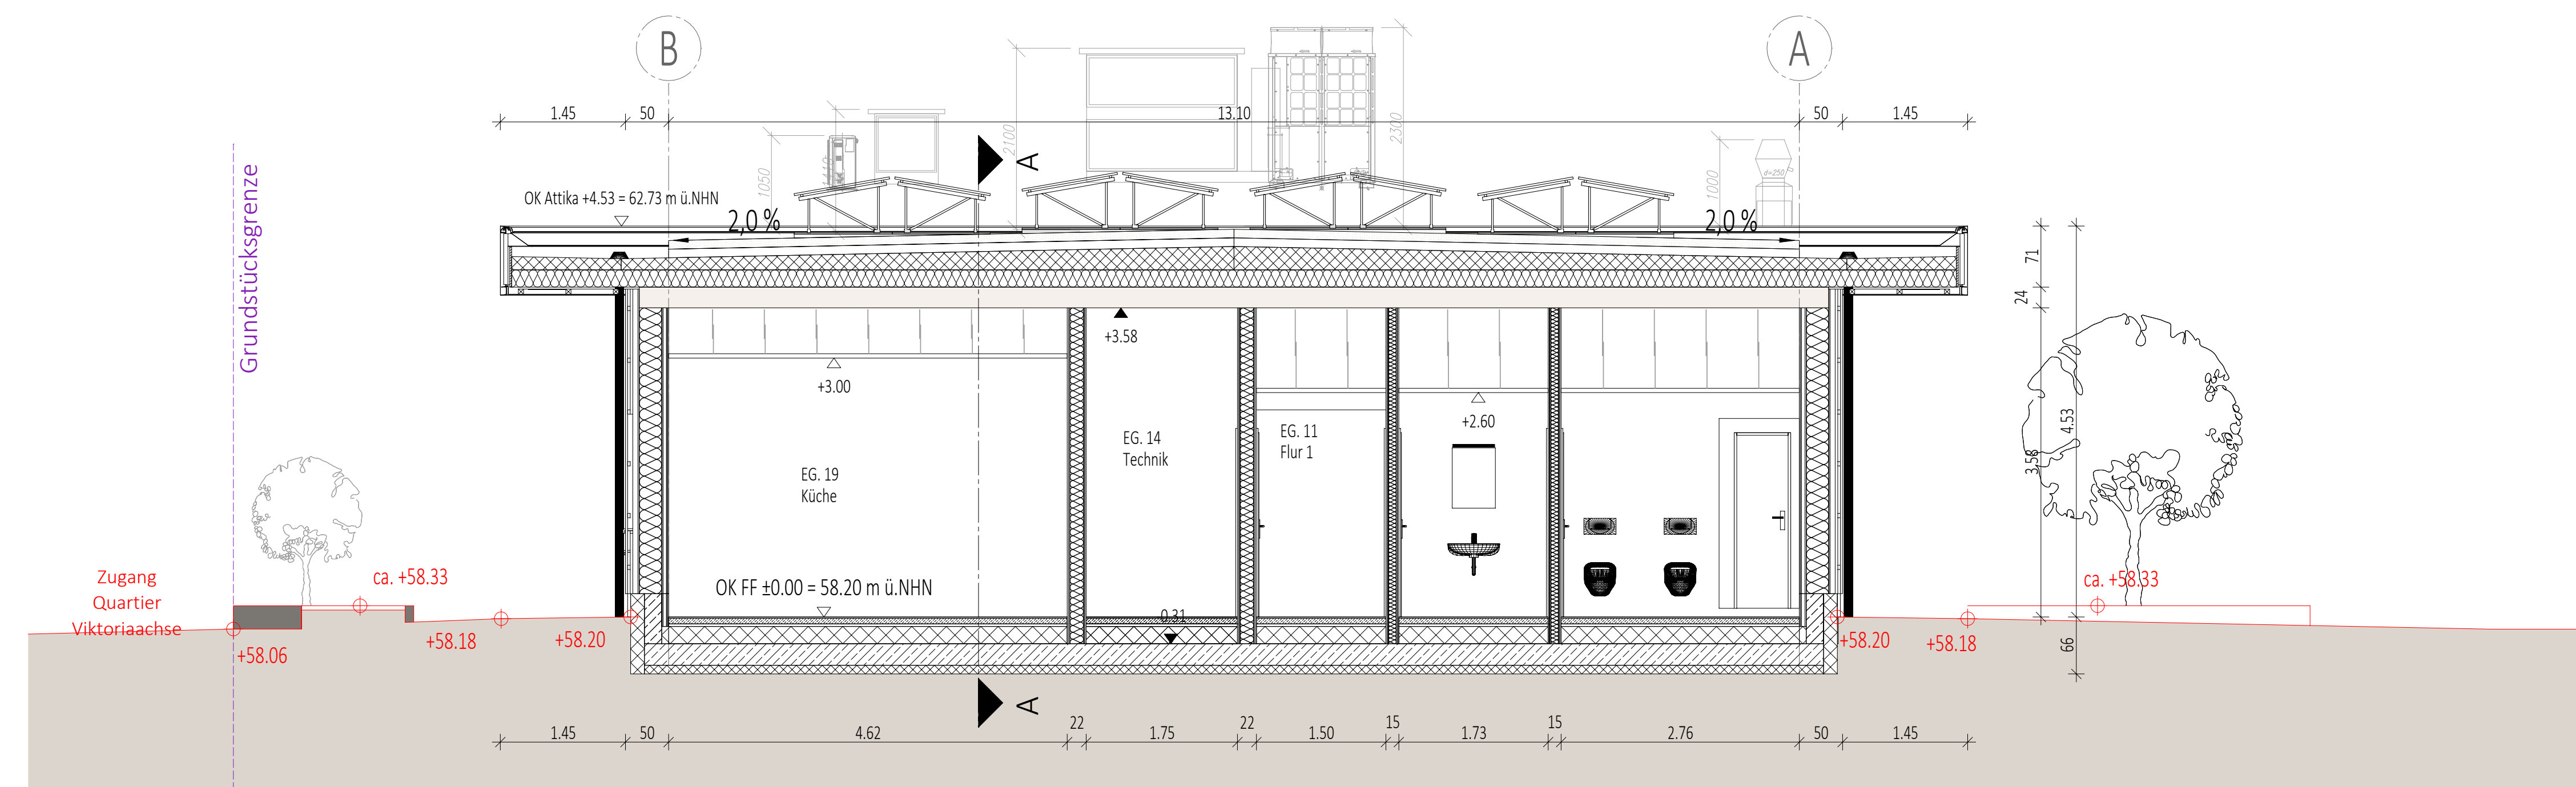 B
A
1.45
50
13.10
50
1.45
2100
2300
A
Grundstücksgrenze
1050
1000
d=250
OK Attika +4.53 = 62.73 m ü.NHN
2,0 %
2,0 %
71
24
+3.58
+3.00
+2.60
4.53
3.58
EG. 14
Technik
EG. 11
Flur 1
EG. 19
Küche
Zugang
Quartier
Viktoriaachse
ca. +58.33
ca. +58.33
OK FF ±0.00 = 58.20 m ü.NHN
-0.31
+58.06
+58.18
+58.20
+58.20
+58.18
66
A
1.45
50
4.62
22
1.75
22
1.50
15
1.73
15
2.76
50
1.45